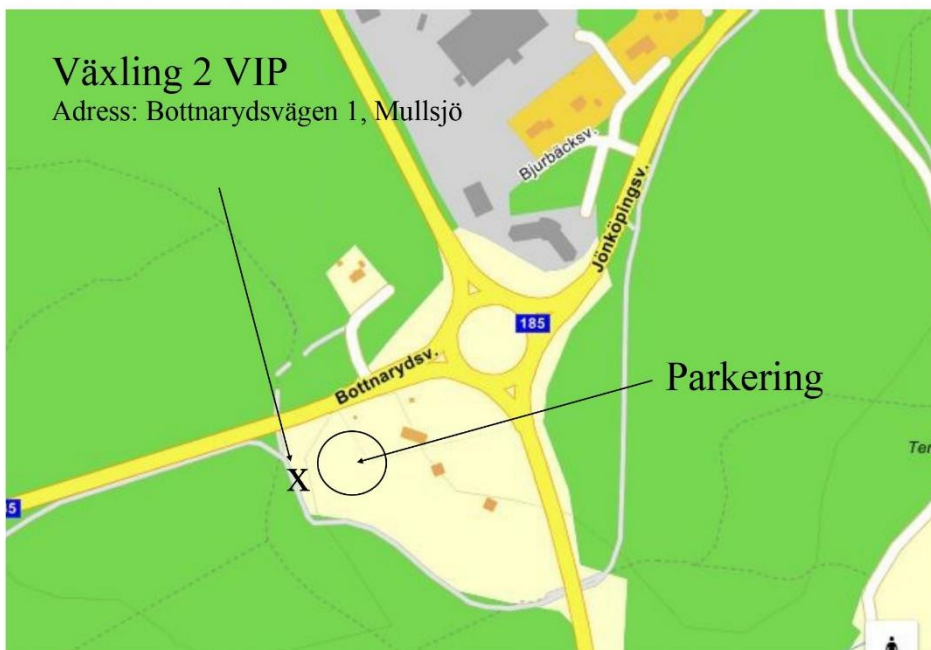 Växling 2 VIP
Adress: Bottnarydsvägen 1, Mullsjö
Bjurbäcksv.
Jönköpingsv.
185
Bottnarydsv.
Parkering
X